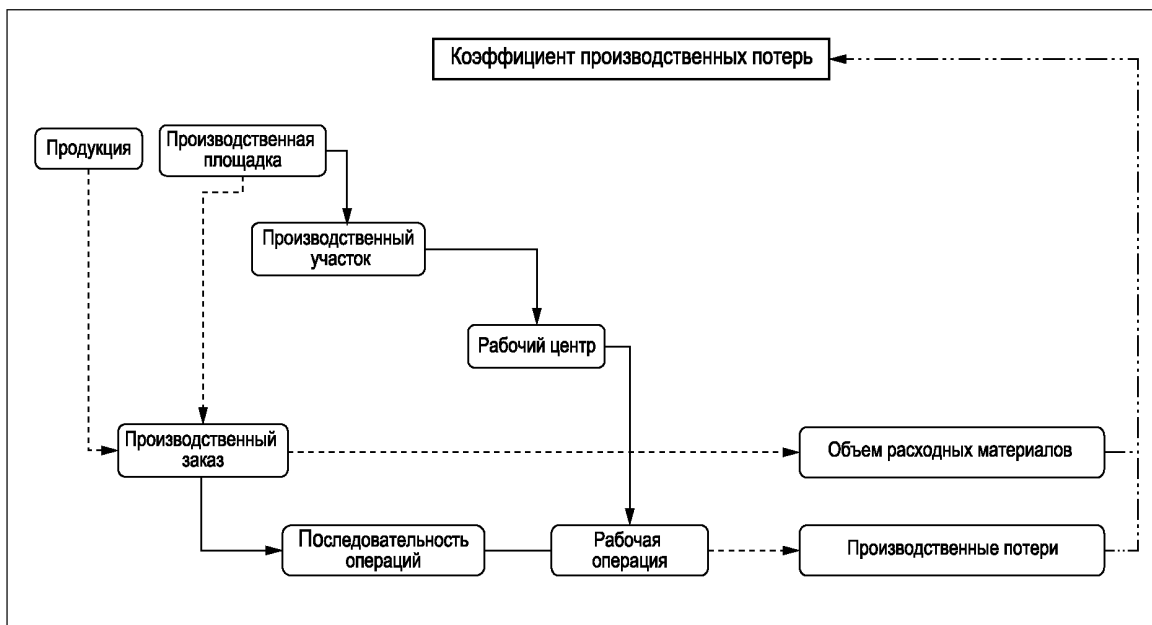 Коэффициент производственных потерь
Продукция
Производственная
площадка
Производственный
участок
Рабочий центр
Производственный
заказ
Объем расходных материалов
Последовательность
операций
Рабочая
операция
Производственные потери